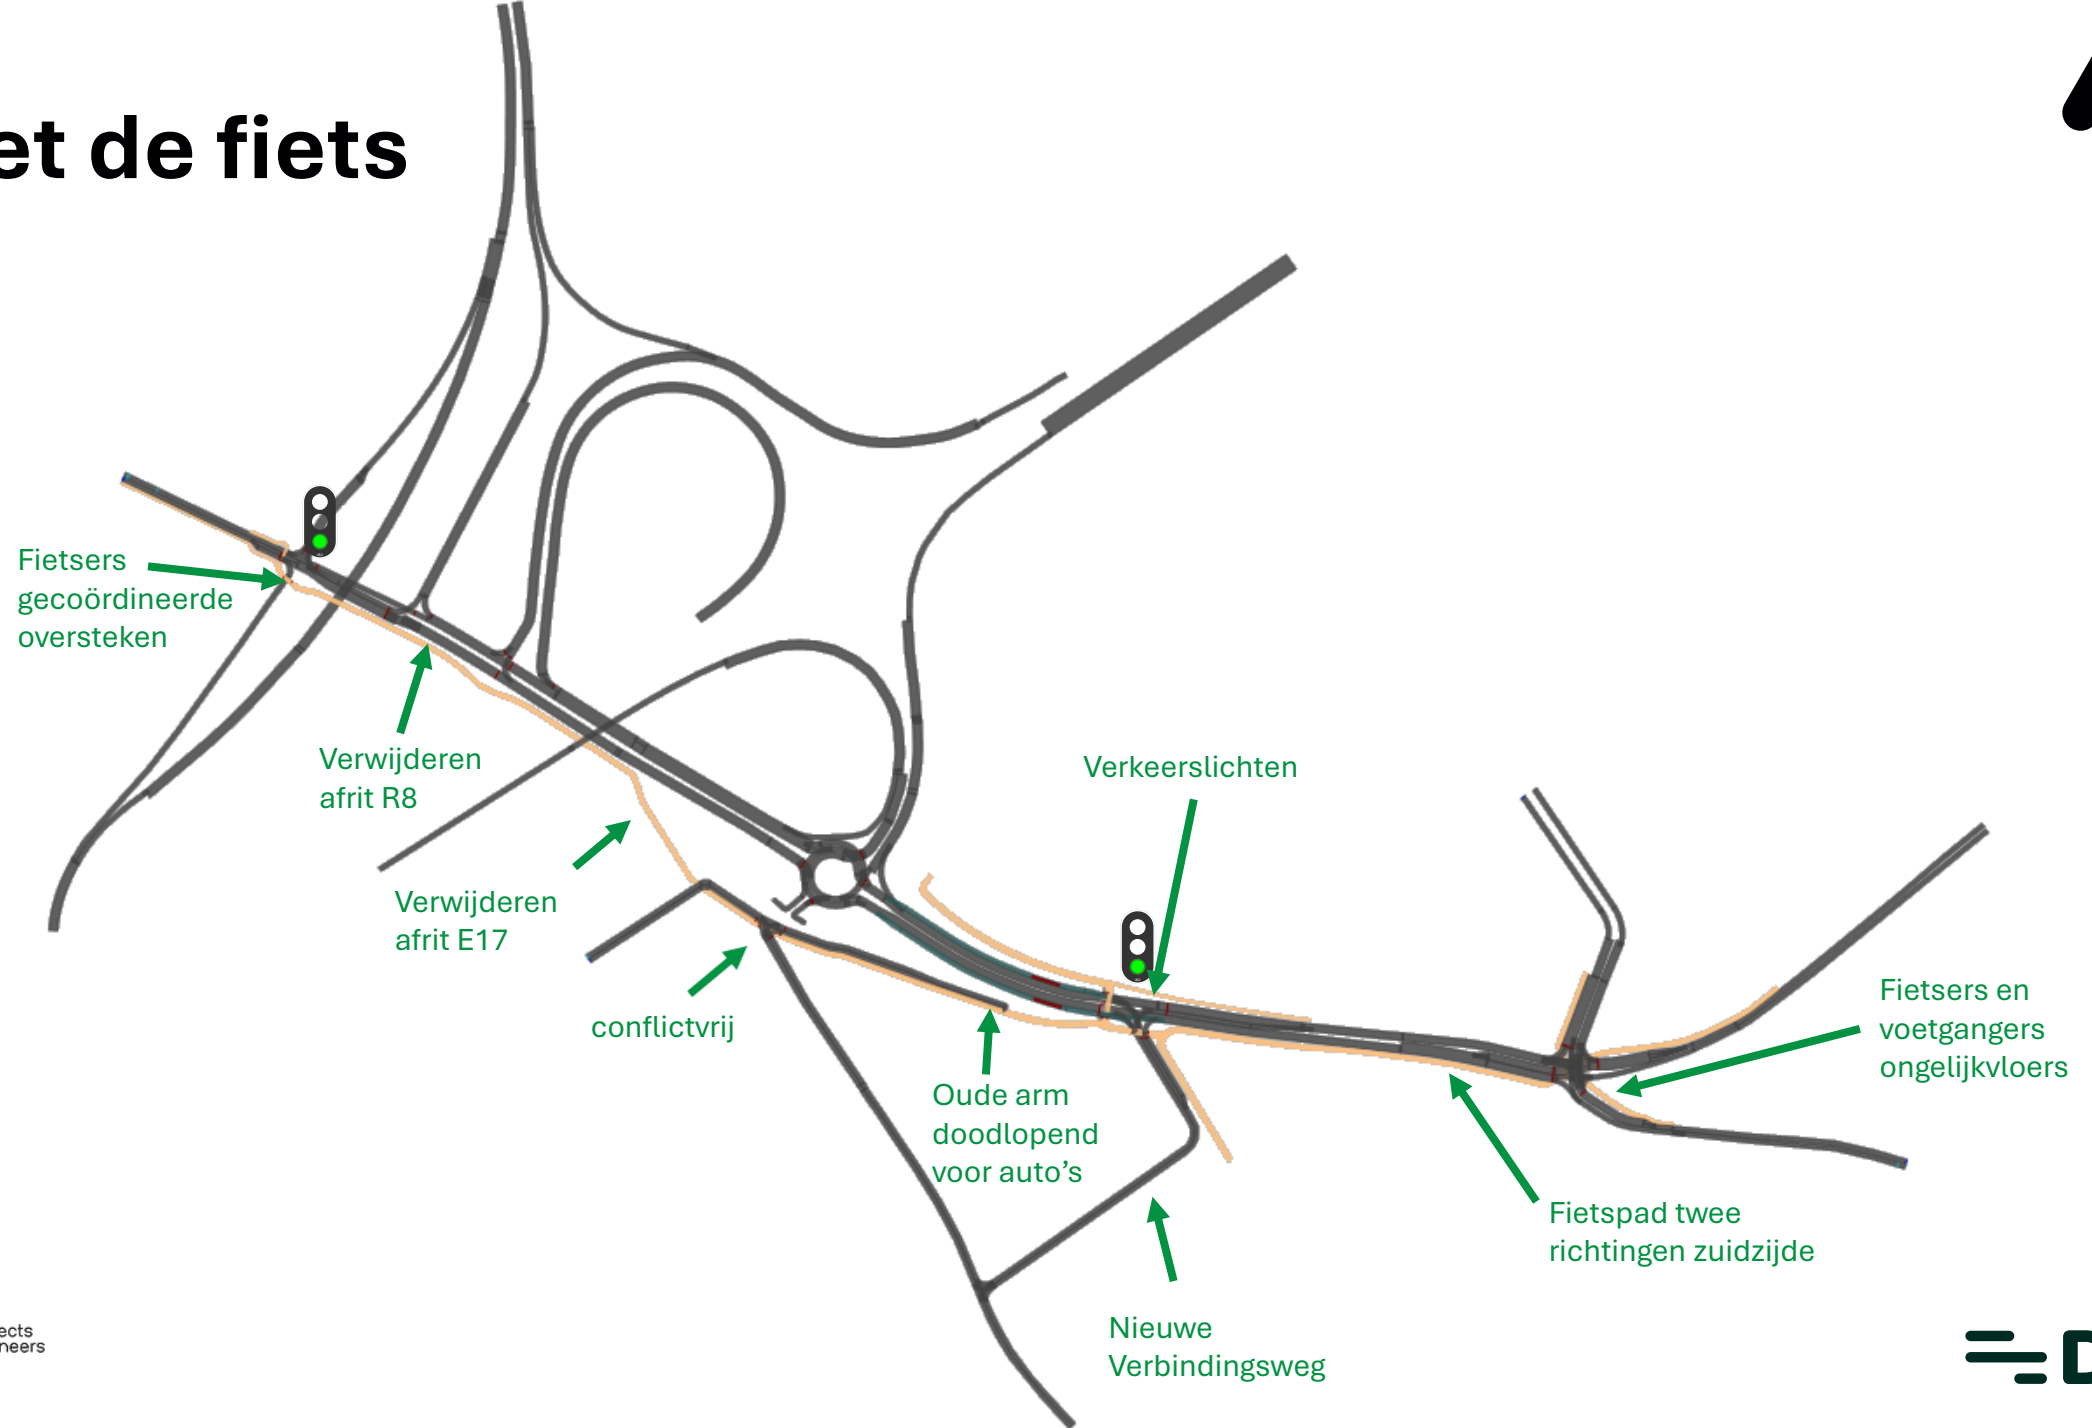 et de fiets
Fietsers
gecoördineerde
oversteken
Verwijderen
afrit R8
Verwijderen
afrit E17
conflictvrij
Verkeerslichten
Oude arm
doodlopend
voor auto's
Fietsers en
voetgangers
ongelijkvloers
Fietspad twee
richtingen zuidzijde
Nieuwe
Verbindingsweg
ects
neers
D